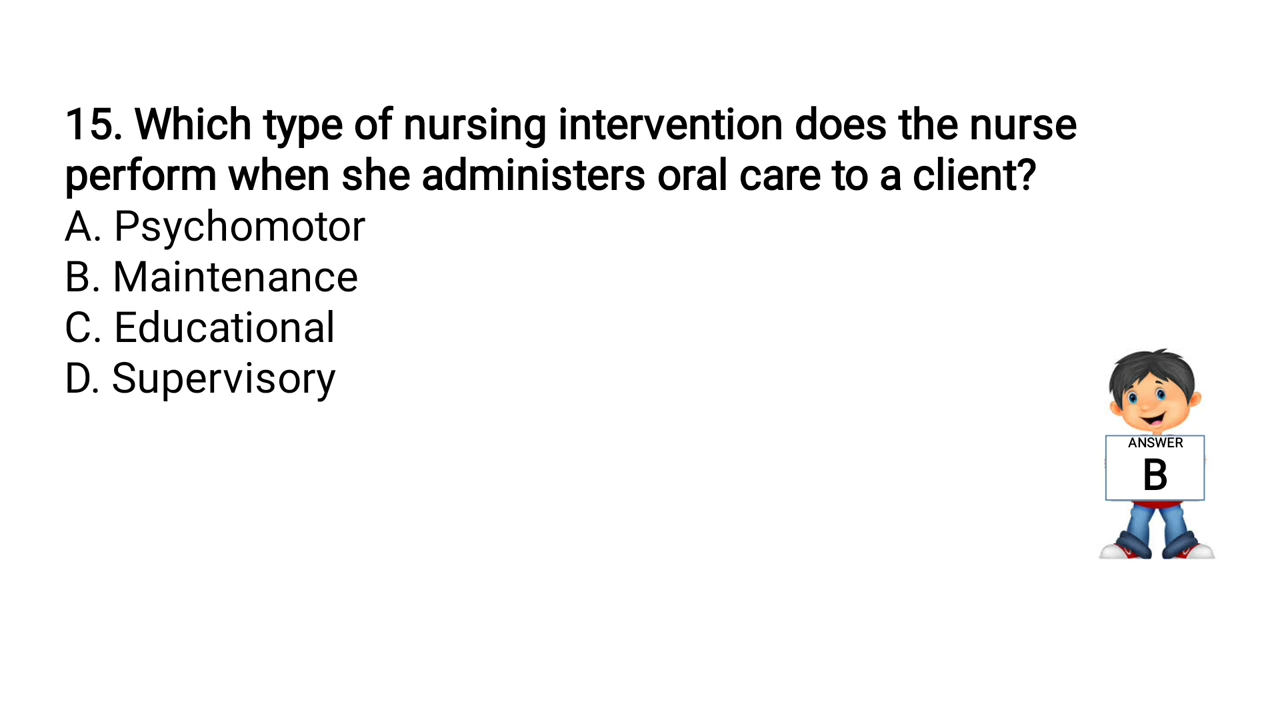 15. Which type of nursing intervention does the nurse
perform when she administers oral care to a client?
A. Psychomotor
B. Maintenance
C. Educational
D. Supervisory
ANSWER
B